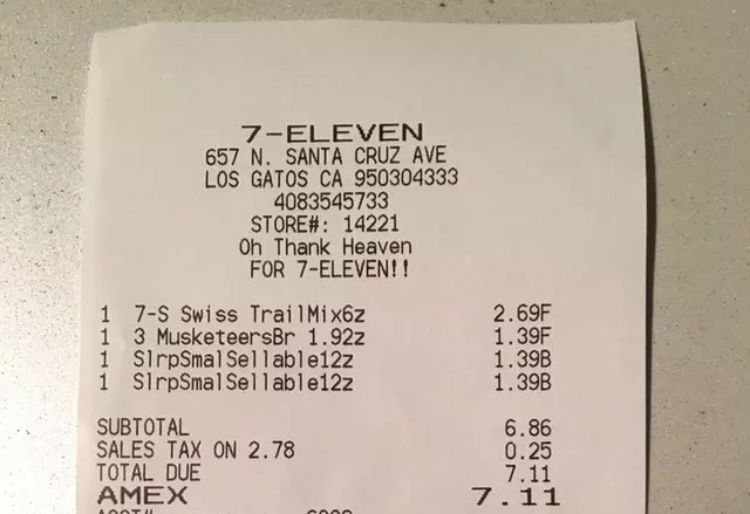 7-ELEVEN
657 N. SANTA CRUZ AVE
LOS GATOS CA 950304333
4083545733
STORE#: 14221
Oh Thank Heaven
FOR 7-ELEVEN!!
1 7-S Swiss TrailMix6z 2.69F
1 3 MusketeersBr 1.92z 1.39F
1 SlrpSmalSellable12z 1.39B
1 SlrpSmalSellable12z 1.39B
SUBTOTAL 6.86
SALES TAX ON 2.78 0.25
TOTAL DUE 7.11
AMEX 7.11